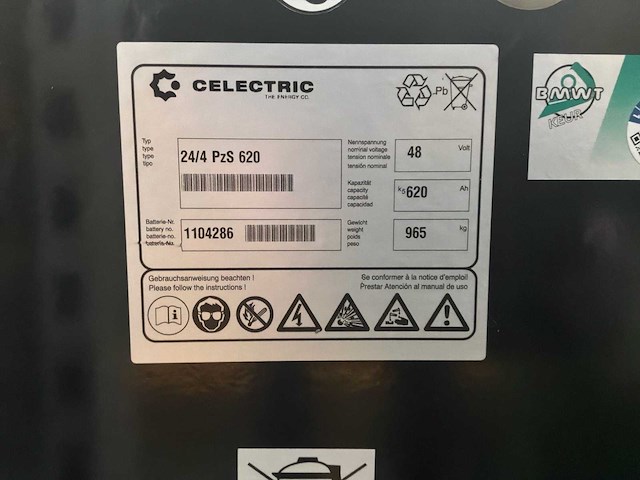 CELECTRIC
THE ENERGY CO.
Pb
BMWT
KEUR
Typ
type
type
tipo
24/4 PzS 620
Nennspannung
nominal voltage
tension nominale
tensión nominal
48
Volt
Kapazität
capacity
capacité
capacidad
K5 620
Ah
Batterie-Nr.
battery no.
batterie-no.
batería-No.
1104286
Gewicht
weight
poids
peso
965
kg
Gebrauchsanweisung beachten !
Please follow the instructions !
Se conformer à la notice d'emploi!
Prestar Atención al manual de uso